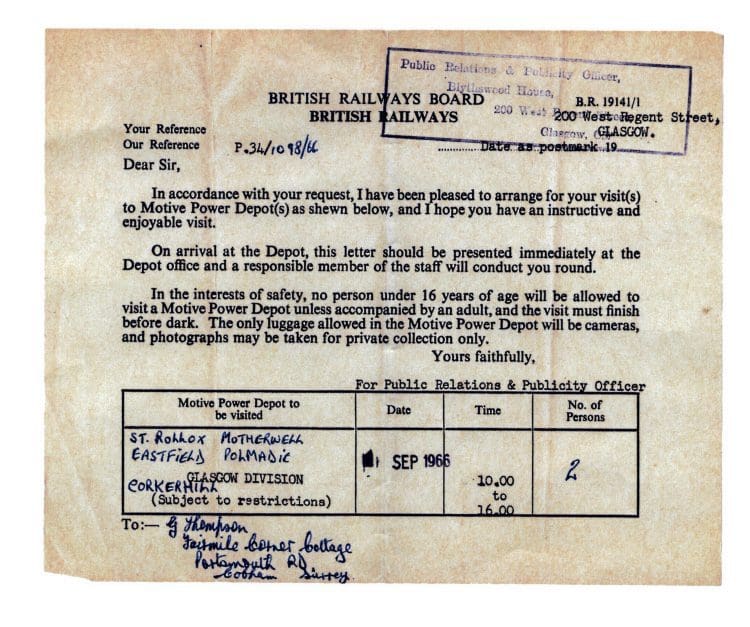 Public Relations & Publicity Officer,
Blythswood House,
200 West
Glasgow,
BRITISH RAILWAYS BOARD
BRITISH RAILWAYS
B.R. 19141/1
200 West Regent Street,
GLASGOW.
Date as postmark 19
Your Reference
Our Reference P.34/1098/66
Dear Sir,
In accordance with your request, I have been pleased to arrange for your visit(s)
to Motive Power Depot(s) as shewn below, and I hope you have an instructive and
enjoyable visit.
On arrival at the Depot, this letter should be presented immediately at the
Depot office and a responsible member of the staff will conduct you round.
In the interests of safety, no person under 16 years of age will be allowed to
visit a Motive Power Depot unless accompanied by an adult, and the visit must finish
before dark. The only luggage allowed in the Motive Power Depot will be cameras,
and photographs may be taken for private collection only.
Yours faithfully,
For Public Relations & Publicity Officer
Motive Power Depot to
be visited
Date
Time
No. of
Persons
ST. ROLLOX MOTHERWELL
EASTFIELD POLMADIE
GLASGOW DIVISION
CORKERHILL
(Subject to restrictions)
SEP 1966
10.00
to
16.00
2
To:— G Thompson
Fairmile Corner Cottage
Portsmouth RD
Cobham Surrey.